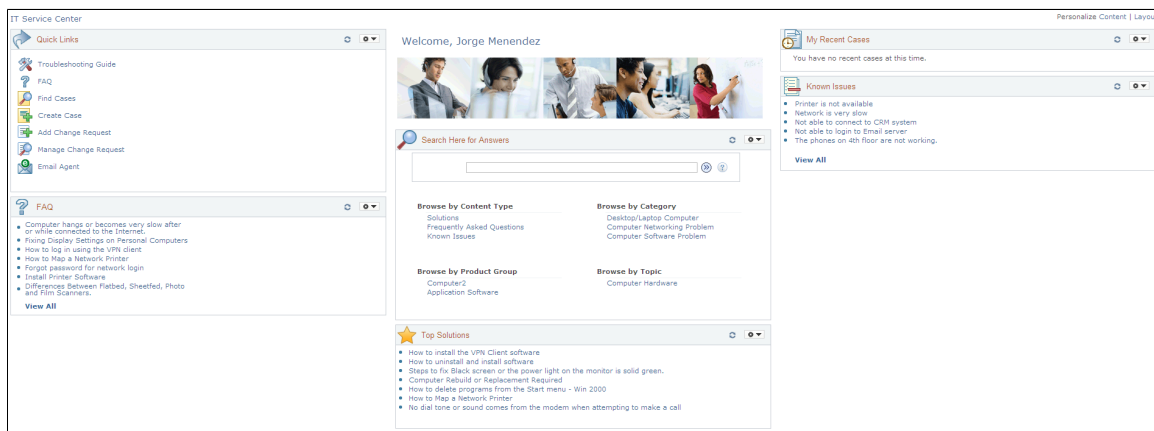 IT Service Center
Personalize Content | Layou
Quick Links
Troubleshooting Guide
FAQ
Find Cases
Create Case
Add Change Request
Manage Change Request
Email Agent
FAQ
Computer hangs or becomes very slow after
or while connected to the Internet.
Fixing Display Settings on Personal Computers
How to log in using the VPN client
How to Map a Network Printer
Forgot password for network login
Install Printer Software
Differences Between Flatbed, Sheetfed, Photo
and Film Scanners.
View All
Welcome, Jorge Menendez
Search Here for Answers
Browse by Content Type
Solutions
Frequently Asked Questions
Known Issues
Browse by Category
Desktop/Laptop Computer
Computer Networking Problem
Computer Software Problem
Browse by Product Group
Computer2
Application Software
Browse by Topic
Computer Hardware
Top Solutions
How to install the VPN Client software
How to uninstall and install software
Steps to fix Black screen or the power light on the monitor is solid green.
Computer Rebuild or Replacement Required
How to delete programs from the Start menu - Win 2000
How to Map a Network Printer
No dial tone or sound comes from the modem when attempting to make a call
My Recent Cases
You have no recent cases at this time.
Known Issues
Printer is not available
Network is very slow
Not able to connect to CRM system
Not able to login to Email server
The phones on 4th floor are not working.
View All